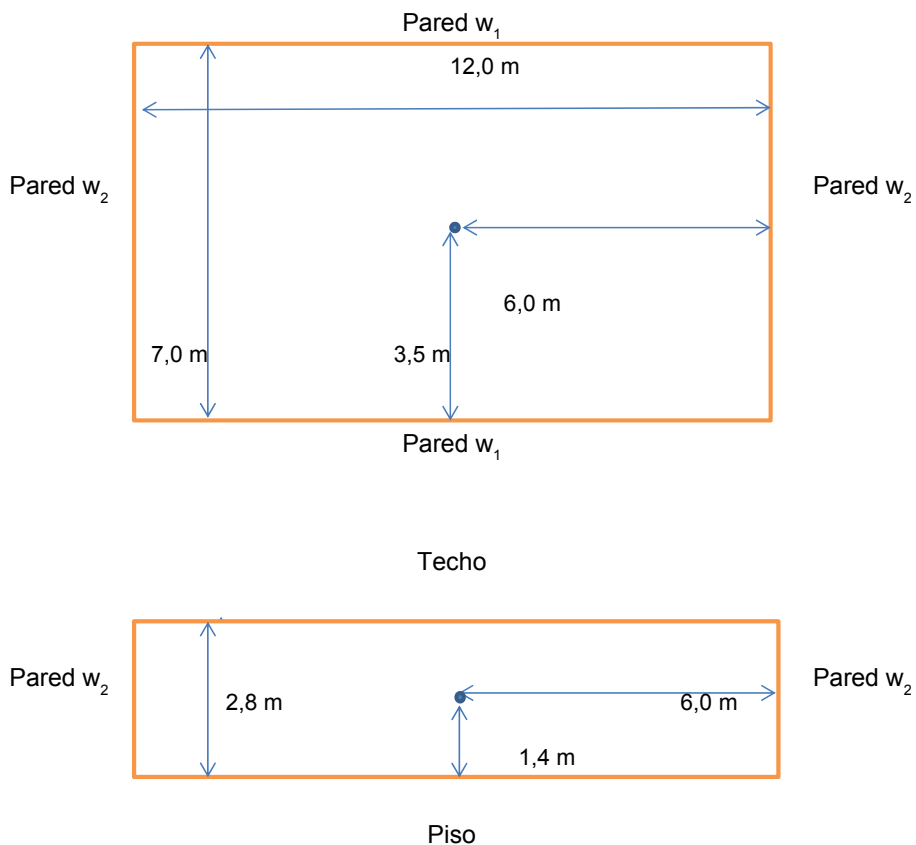 Pared w₁
12,0 m
Pared w₂
Pared w₂
6,0 m
7,0 m
3,5 m
Pared w₁
Techo
Pared w₂
Pared w₂
2,8 m
6,0 m
1,4 m
Piso